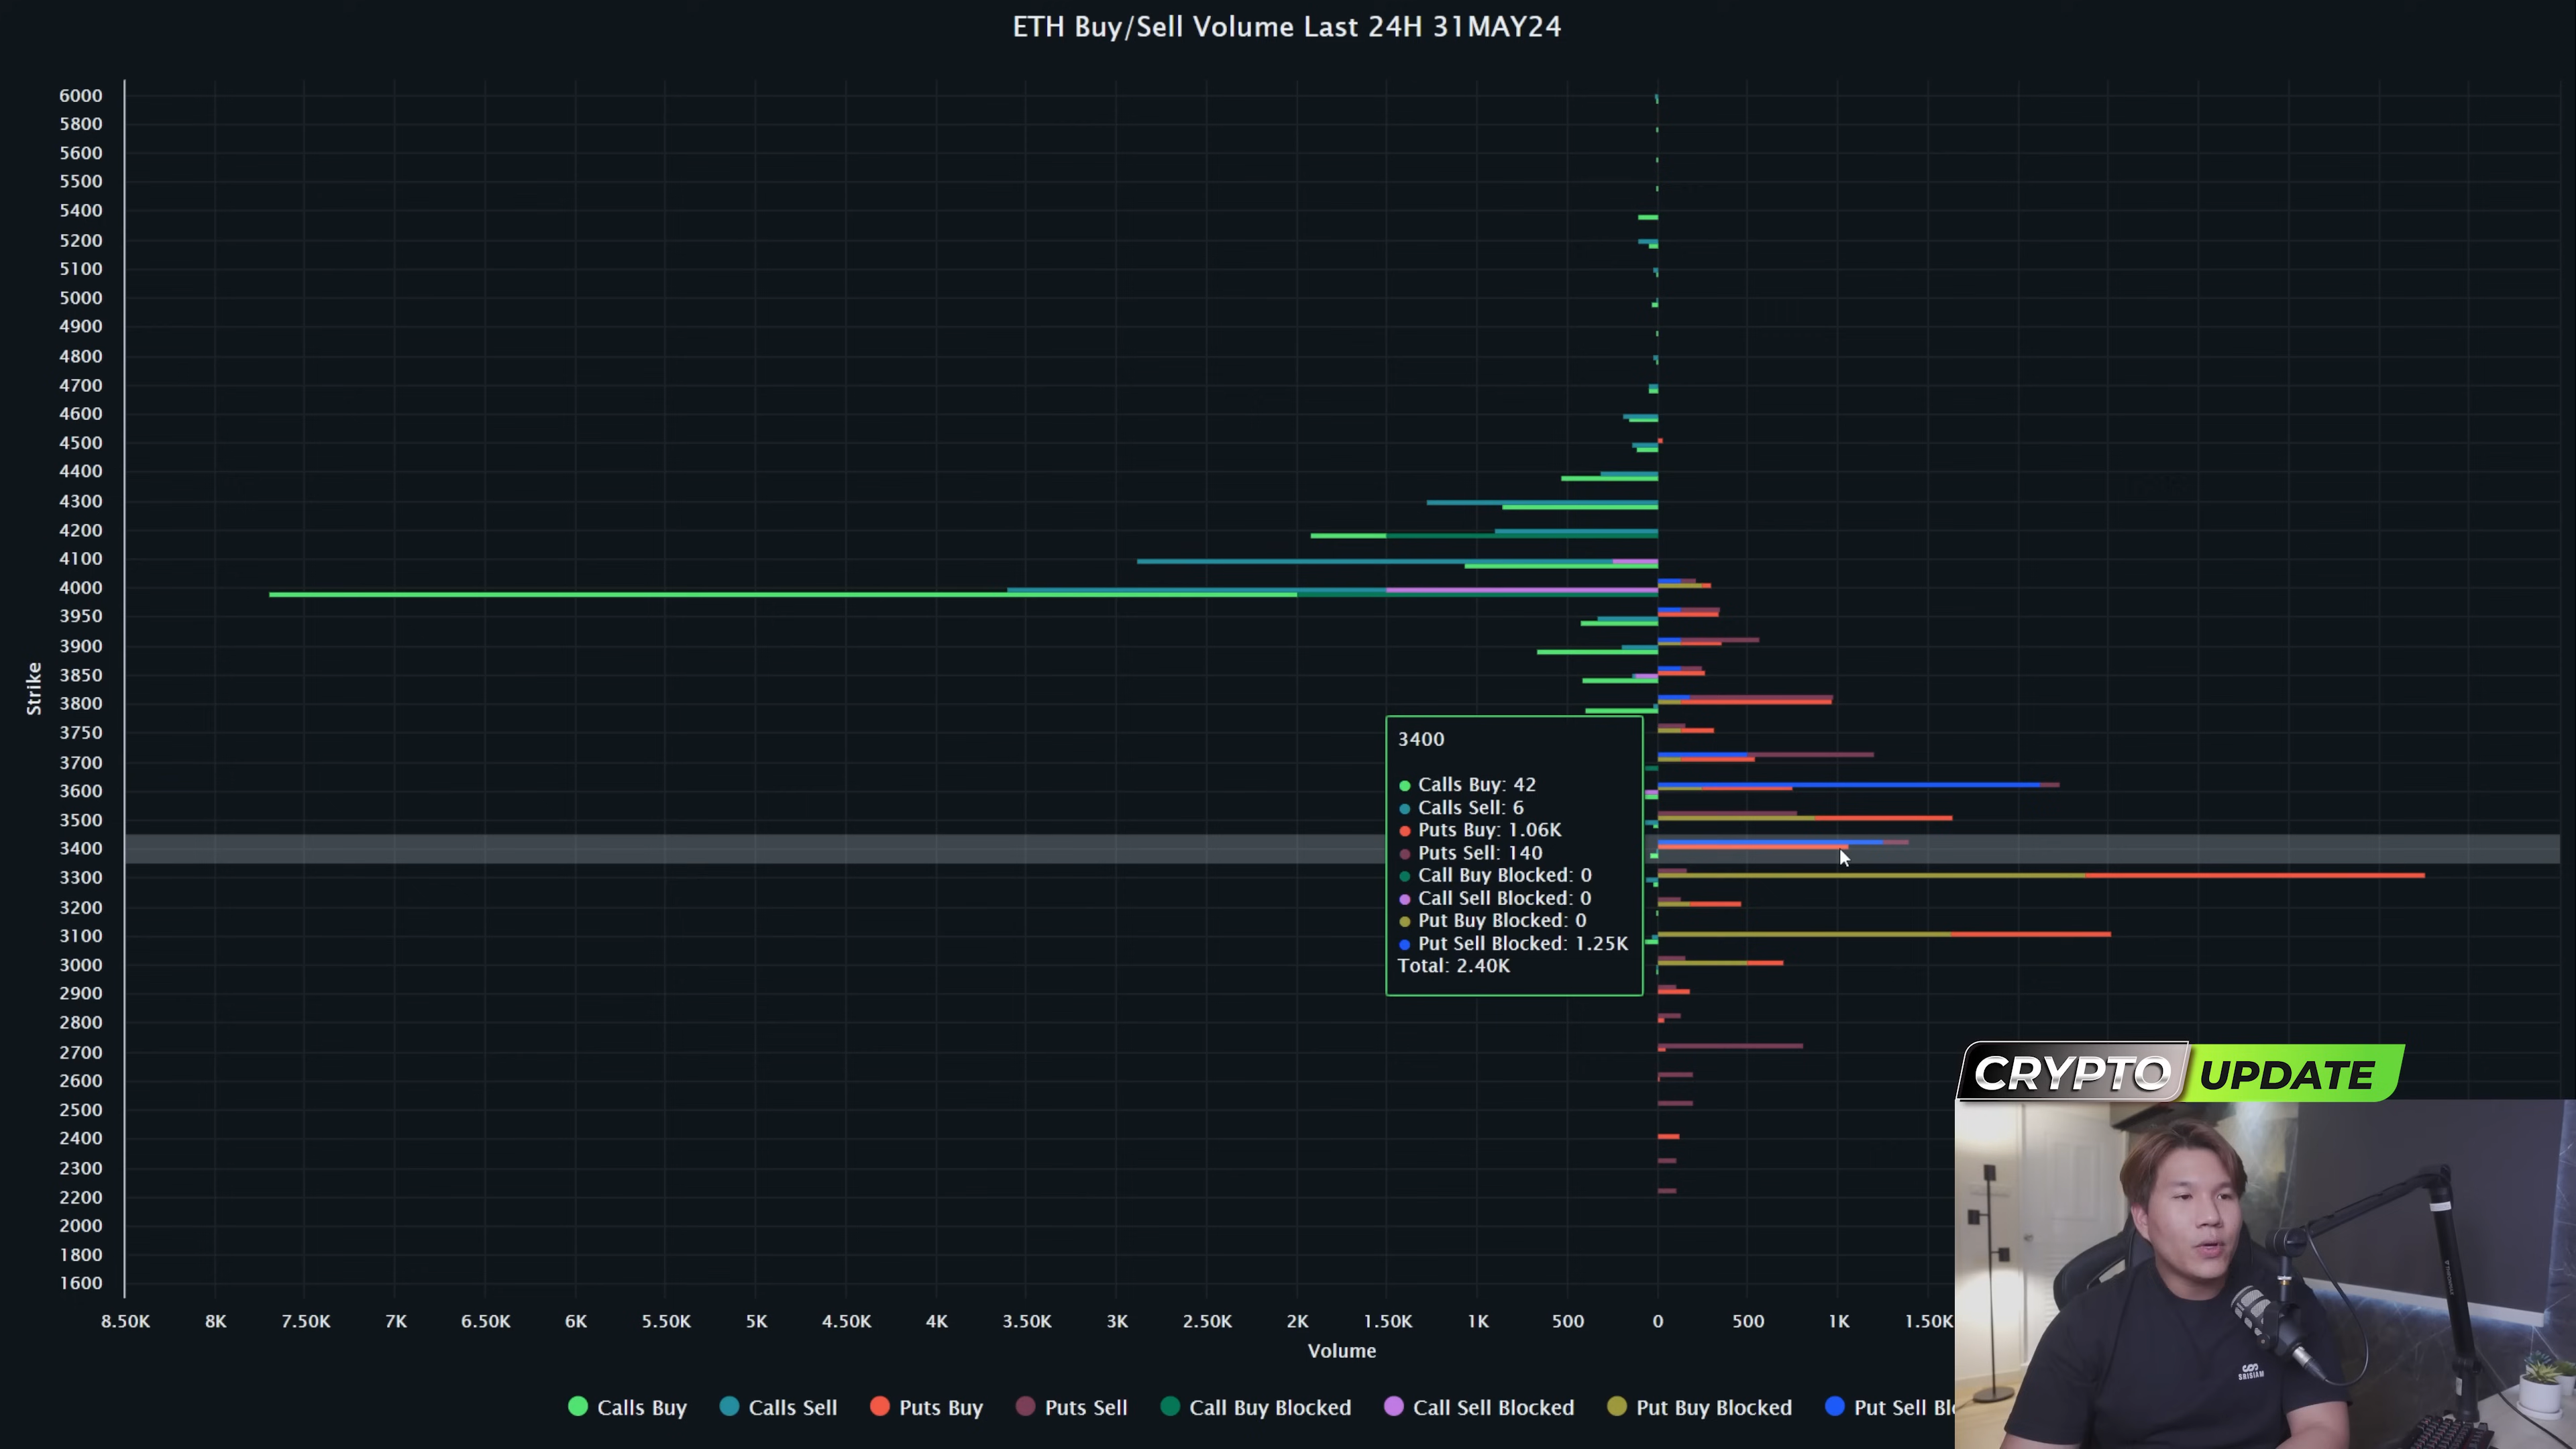 ETH Buy/Sell Volume Last 24H 31MAY24
6000
5800
5600
5500
5400
5200
5100
5000
4900
4800
4700
4600
4500
4400
4300
4200
4100
4000
3950
3900
3850
3800
3750
3700
3600
3500
3400
3300
3200
3100
3000
2900
2800
2700
2600
2500
2400
2300
2200
2000
1800
1600
Strike
3400
Calls Buy: 42
Calls Sell: 6
Puts Buy: 1.06K
Puts Sell: 140
Call Buy Blocked: 0
Call Sell Blocked: 0
Put Buy Blocked: 0
Put Sell Blocked: 1.25K
Total: 2.40K
8.50K 8K 7.50K 7K 6.50K 6K 5.50K 5K 4.50K 4K 3.50K 3K 2.50K 2K 1.50K 1K 500 0 500 1K 1.50K
Volume
Calls Buy Calls Sell Puts Buy Puts Sell Call Buy Blocked Call Sell Blocked Put Buy Blocked Put Sell Bl
CRYPTO UPDATE